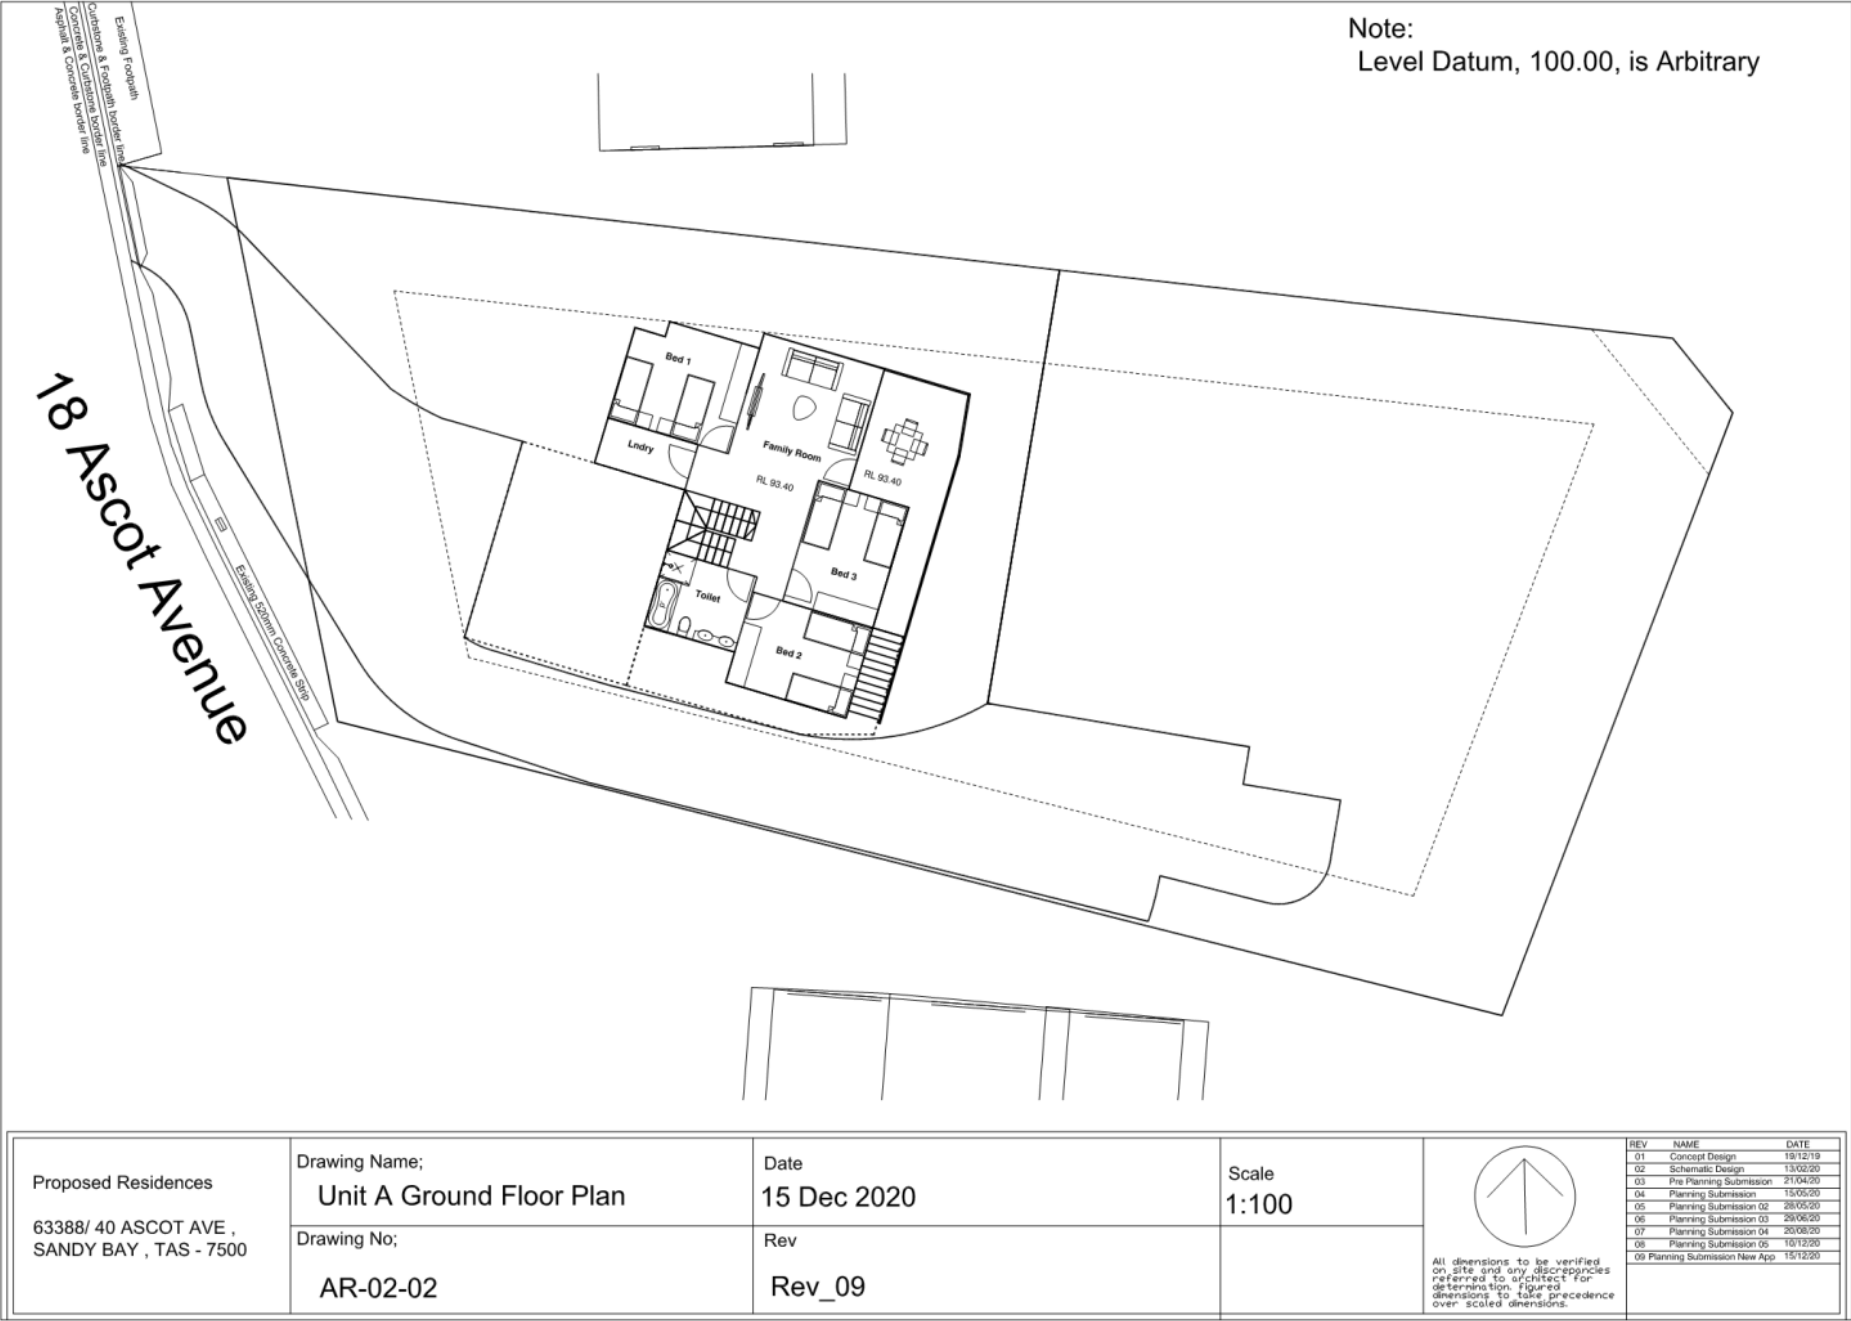 Note:
Level Datum, 100.00, is Arbitrary
Existing Footpath
Curbstone & Footpath border line
Concrete & Curbstone border line
Asphalt & Concrete border line
18 Ascot Avenue
Existing 520mm Concrete Strip
Bed 1
Lndry
Family Room
RL 93.40
RL 93.40
Bed 3
Toilet
Bed 2
Proposed Residences
63388/ 40 ASCOT AVE ,
SANDY BAY , TAS - 7500
Drawing Name;
Unit A Ground Floor Plan
Drawing No;
AR-02-02
Date
15 Dec 2020
Rev
Rev_09
Scale
1:100
All dimensions to be verified
on site and any discrepancies
referred to architect for
determination. figured
dimensions to take precedence
over scaled dimensions.
REV NAME DATE
01 Concept Design 19/12/19
02 Schematic Design 13/02/20
03 Pre Planning Submission 21/04/20
04 Planning Submission 15/05/20
05 Planning Submission 02 28/05/20
06 Planning Submission 03 29/06/20
07 Planning Submission 04 20/08/20
08 Planning Submission 05 10/12/20
09 Planning Submission New App 15/12/20